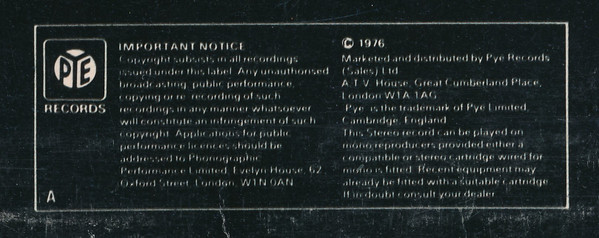 PYE
RECORDS
A
IMPORTANT NOTICE
Copyright subsists in all recordings
issued under this label. Any unauthorised
broadcasting, public performance,
copying or re-recording of such
recordings in any manner whatsoever
will constitute an infringement of such
copyright. Applications for public
performance licences should be
addressed to Phonographic
Performance Limited, Evelyn House, 62
Oxford Street, London, W1N 0AN
© 1976
Marketed and distributed by Pye Records
(Sales) Ltd
A.T.V. House, Great Cumberland Place,
London W1A 1AG
'Pye' is the trademark of Pye Limited,
Cambridge, England
This Stereo record can be played on
mono reproducers provided either a
compatible or stereo cartridge wired for
mono is fitted. Recent equipment may
already be fitted with a suitable cartridge.
If in doubt consult your dealer.